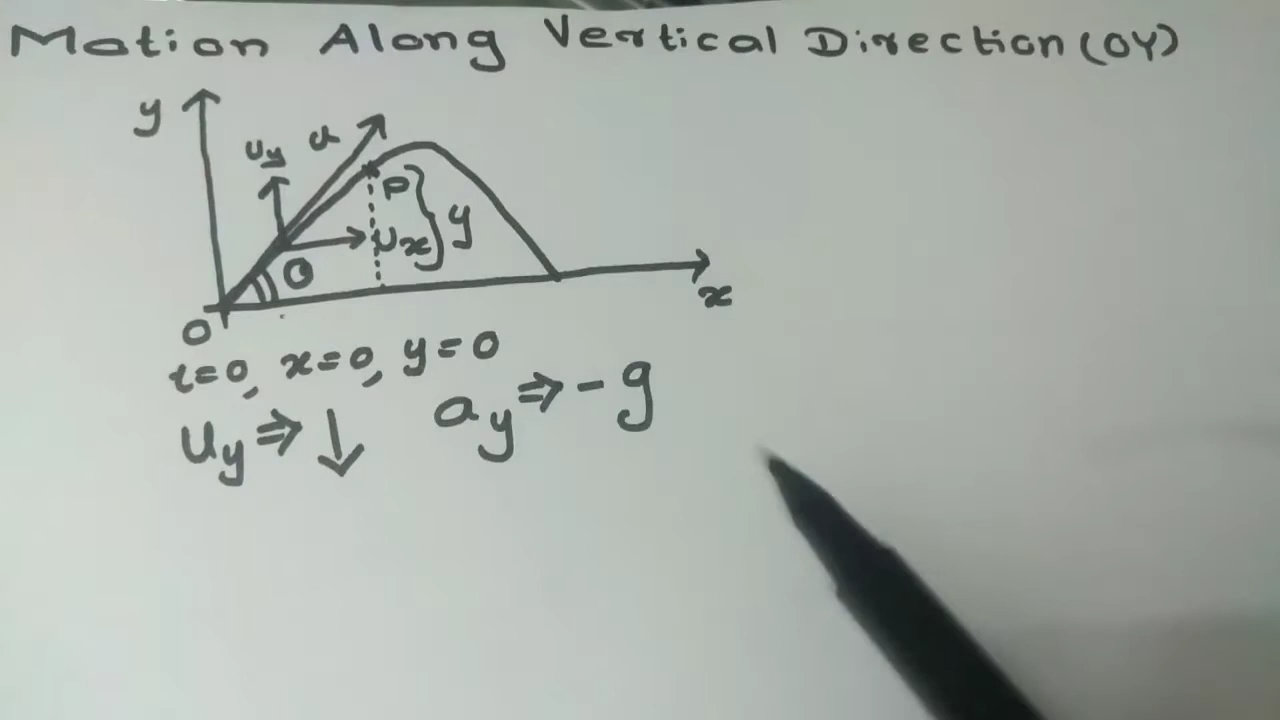 Motion Along Vertical Direction (OY)
y
uy u
P
ux } y
θ
x
O
t=0, x=0, y=0
uy ⇒ ↓ ay ⇒ -g